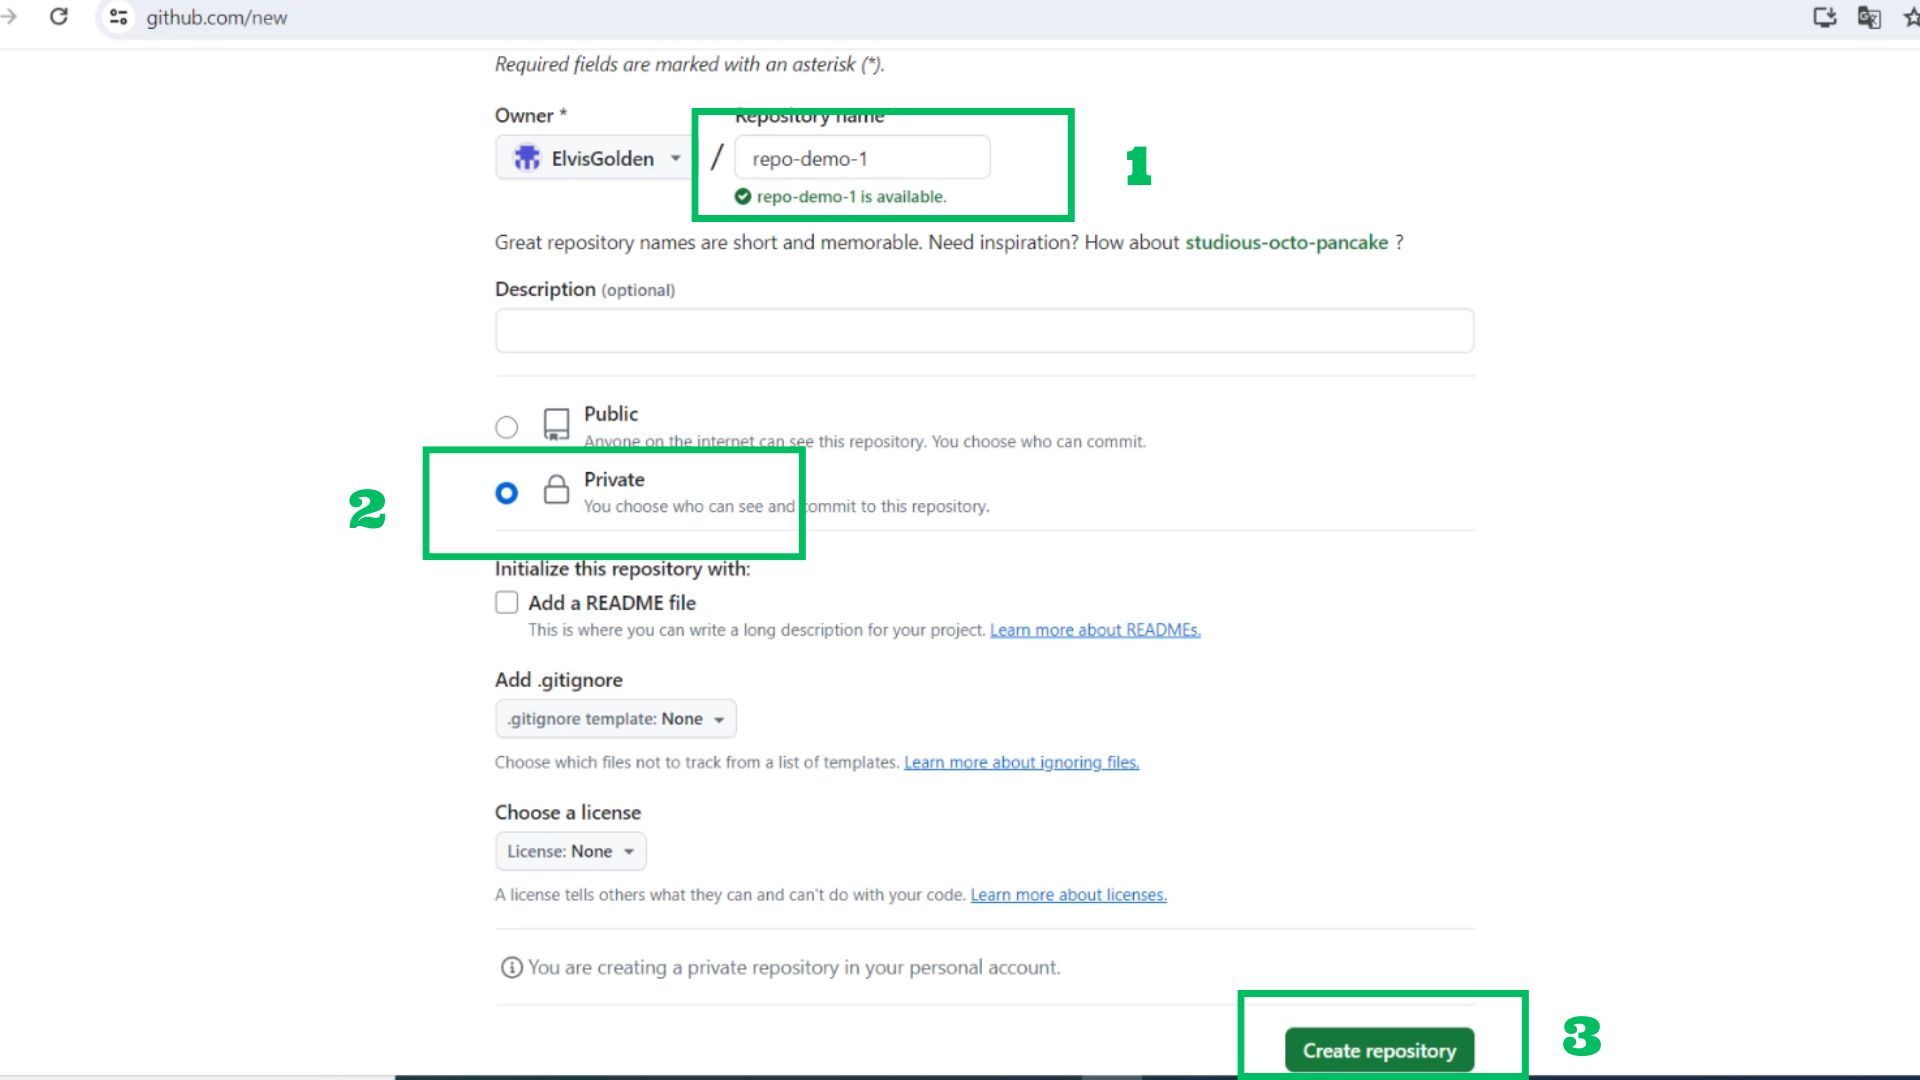 github.com/new
Required fields are marked with an asterisk (*).
Owner *
Repository name
ElvisGolden
/
repo-demo-1
1
repo-demo-1 is available.
Great repository names are short and memorable. Need inspiration? How about studious-octo-pancake ?
Description (optional)
Public
Anyone on the internet can see this repository. You choose who can commit.
2
Private
You choose who can see and commit to this repository.
Initialize this repository with:
Add a README file
This is where you can write a long description for your project. Learn more about READMEs.
Add .gitignore
.gitignore template: None
Choose which files not to track from a list of templates. Learn more about ignoring files.
Choose a license
License: None
A license tells others what they can and can't do with your code. Learn more about licenses.
You are creating a private repository in your personal account.
Create repository
3